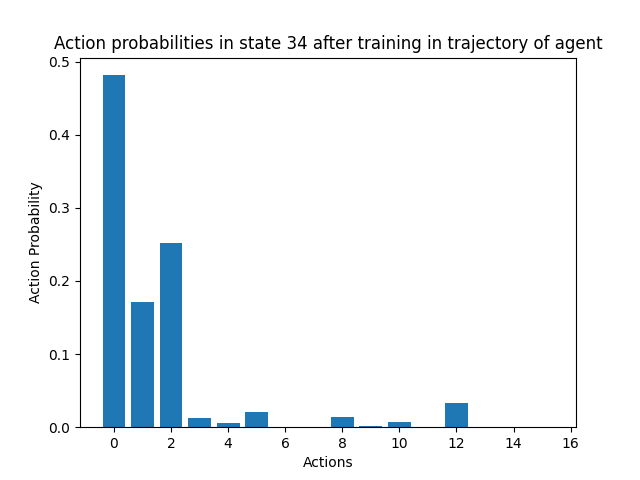 Action probabilities in state 34 after training in trajectory of agent
0.5
0.4
0.3
0.2
0.1
0.0
Action Probability
0 2 4 6 8 10 12 14 16
Actions